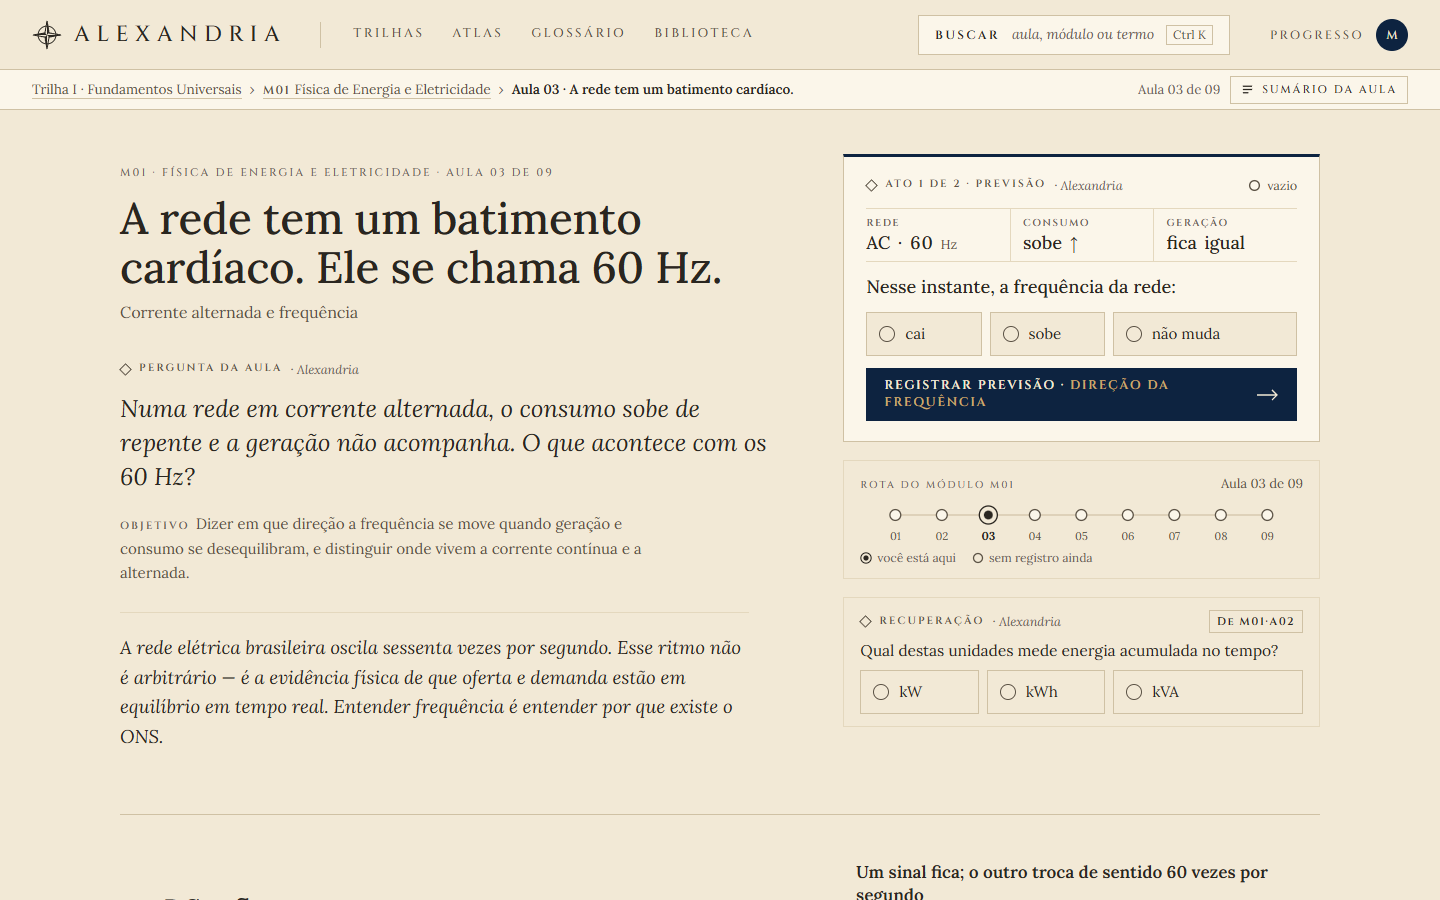 ALEXANDRIA
TRILHAS ATLAS GLOSSÁRIO BIBLIOTECA
BUSCAR aula, módulo ou termo Ctrl K
PROGRESSO M
Trilha I · Fundamentos Universais › M01 Física de Energia e Eletricidade › Aula 03 · A rede tem um batimento cardíaco.
Aula 03 de 09 SUMÁRIO DA AULA
M01 · FÍSICA DE ENERGIA E ELETRICIDADE · AULA 03 DE 09
A rede tem um batimento
cardíaco. Ele se chama 60 Hz.
Corrente alternada e frequência
PERGUNTA DA AULA · Alexandria
Numa rede em corrente alternada, o consumo sobe de
repente e a geração não acompanha. O que acontece com os
60 Hz?
OBJETIVO Dizer em que direção a frequência se move quando geração e
consumo se desequilibram, e distinguir onde vivem a corrente contínua e a
alternada.
A rede elétrica brasileira oscila sessenta vezes por segundo. Esse ritmo não
é arbitrário — é a evidência física de que oferta e demanda estão em
equilíbrio em tempo real. Entender frequência é entender por que existe o
ONS.
ATO 1 DE 2 · PREVISÃO · Alexandria vazio
REDE CONSUMO GERAÇÃO
AC · 60 Hz sobe ↑ fica igual
Nesse instante, a frequência da rede:
cai sobe não muda
REGISTRAR PREVISÃO · DIREÇÃO DA
FREQUÊNCIA →
ROTA DO MÓDULO M01 Aula 03 de 09
01 02 03 04 05 06 07 08 09
você está aqui sem registro ainda
RECUPERAÇÃO · Alexandria DE M01·A02
Qual destas unidades mede energia acumulada no tempo?
kW kWh kVA
Um sinal fica; o outro troca de sentido 60 vezes por
segundo